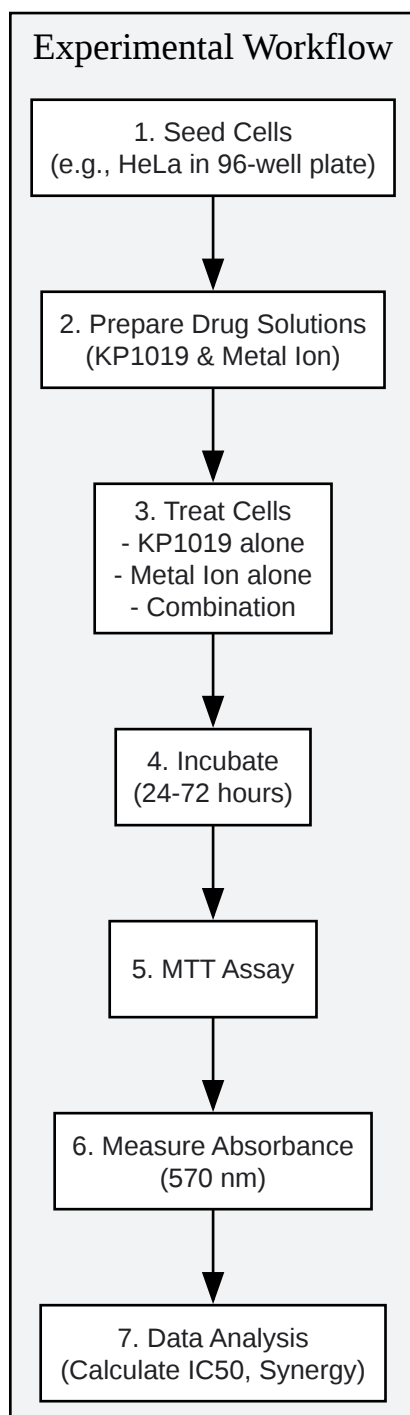 Experimental Workflow
1. Seed Cells
(e.g., HeLa in 96-well plate)
2. Prepare Drug Solutions
(KP1019 & Metal Ion)
3. Treat Cells
- KP1019 alone
- Metal Ion alone
- Combination
4. Incubate
(24-72 hours)
5. MTT Assay
6. Measure Absorbance
(570 nm)
7. Data Analysis
(Calculate IC50, Synergy)